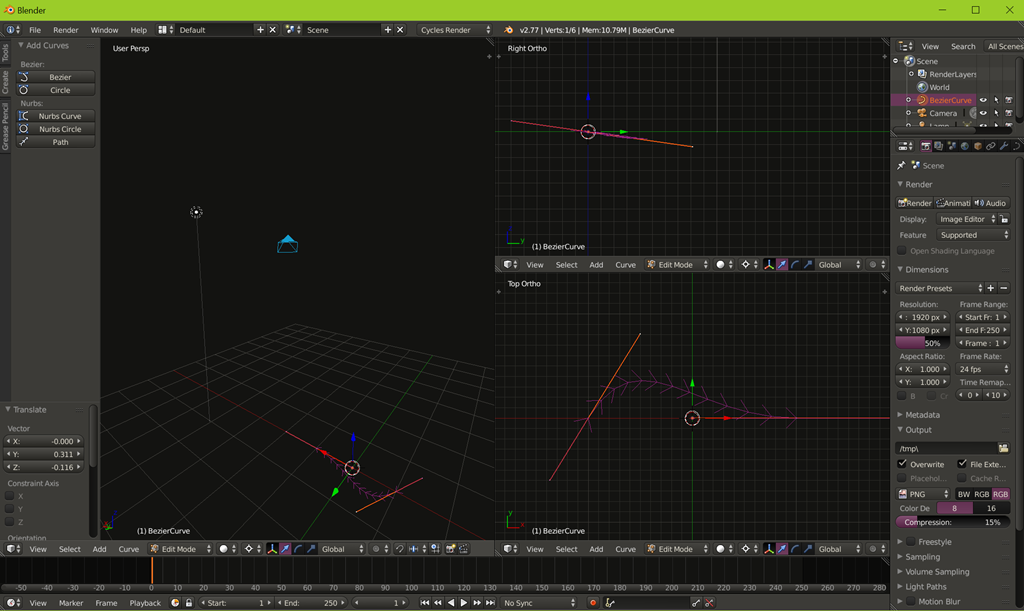 Blender
File Render Window Help Default Scene Cycles Render v2.77 | Verts:1/6 | Mem:10.79M | BezierCurve
Tools
Create
Grease Pencil
Add Curves
Bezier:
Bezier
Circle
Nurbs:
Nurbs Curve
Nurbs Circle
Path
Translate
Vector
X: -0.000
Y: 0.311
Z: -0.116
Constraint Axis
X
Y
Z
Orientation
User Persp
(1) BezierCurve
View Select Add Curve Edit Mode Global
Right Ortho
(1) BezierCurve
View Select Add Curve Edit Mode Global
Top Ortho
(1) BezierCurve
View Select Add Curve Edit Mode Global
View Search All Scenes
Scene
RenderLayers
World
BezierCurve
Camera
Lamp
Scene
Render
Render Animati Audio
Display: Image Editor
Feature Supported
Open Shading Language
Dimensions
Render Presets
Resolution: Frame Range:
: 1920 px Start Fr: 1
Y:1080 px End F:250
50% Frame : 1
Aspect Ratio: Frame Rate:
X: 1.000 24 fps
Y: 1.000 Time Remap...
B 0 10
Metadata
Output
/tmp\
Overwrite File Exte...
Placehol... Cache R...
PNG BW RGB RGB
Color De 8 16
Compression: 15%
Freestyle
Sampling
Volume Sampling
Light Paths
Motion Blur
-50 -40 -30 -20 -10 0 10 20 30 40 50 60 70 80 90 100 110 120 130 140 150 160 170 180 190 200 210 220 230 240 250 260 270 280
View Marker Frame Playback Start: 1 End: 250 1 No Sync